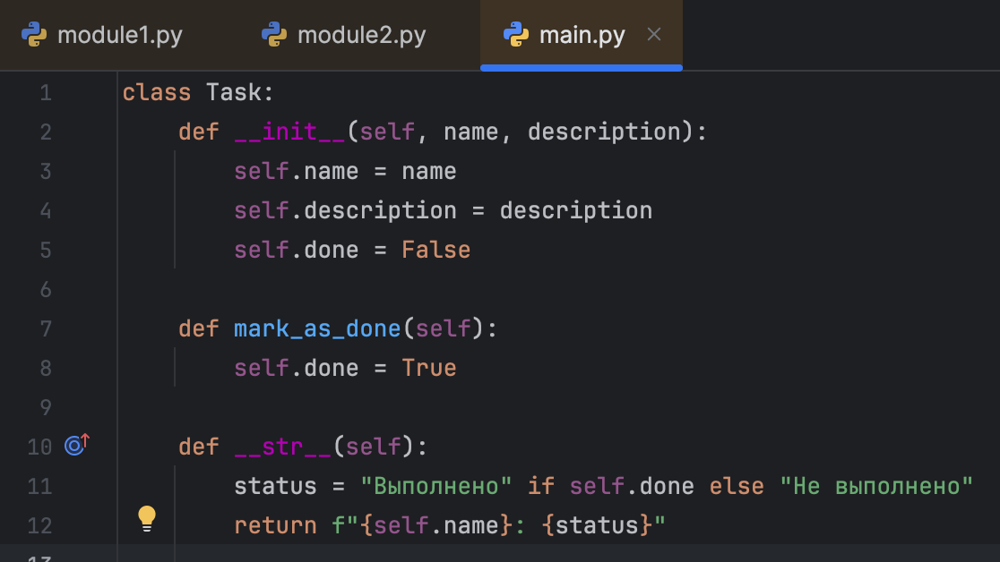 module1.py module2.py main.py
1 class Task:
2     def __init__(self, name, description):
3         self.name = name
4         self.description = description
5         self.done = False
6
7     def mark_as_done(self):
8         self.done = True
9
10     def __str__(self):
11         status = "Выполнено" if self.done else "Не выполнено"
12         return f"{self.name}: {status}"
13